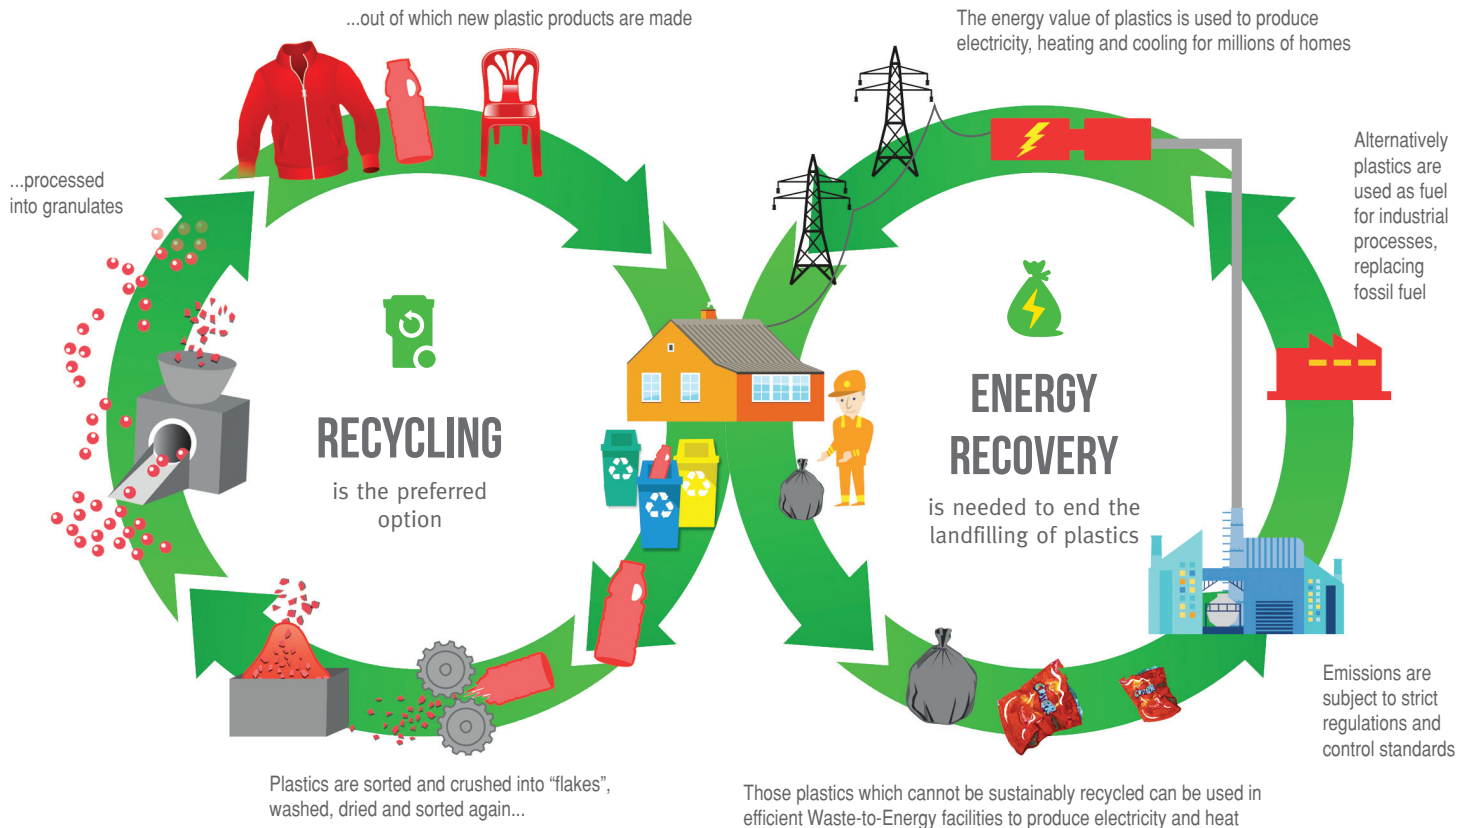 ...out of which new plastic products are made
The energy value of plastics is used to produce
electricity, heating and cooling for millions of homes
Alternatively
plastics are
used as fuel
for industrial
processes,
replacing
fossil fuel
...processed
into granulates
RECYCLING
is the preferred
option
ENERGY
RECOVERY
is needed to end the
landfilling of plastics
Emissions are
subject to strict
regulations and
control standards
Plastics are sorted and crushed into “flakes”,
washed, dried and sorted again...
Those plastics which cannot be sustainably recycled can be used in
efficient Waste-to-Energy facilities to produce electricity and heat